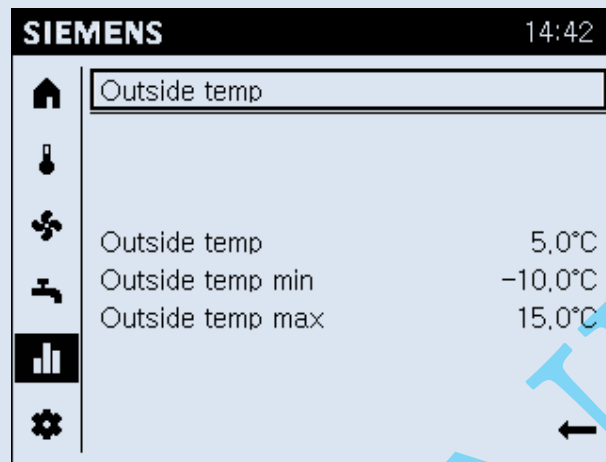 SIEMENS 14:42
Outside temp
Outside temp 5,0°C
Outside temp min -10,0°C
Outside temp max 15,0°C